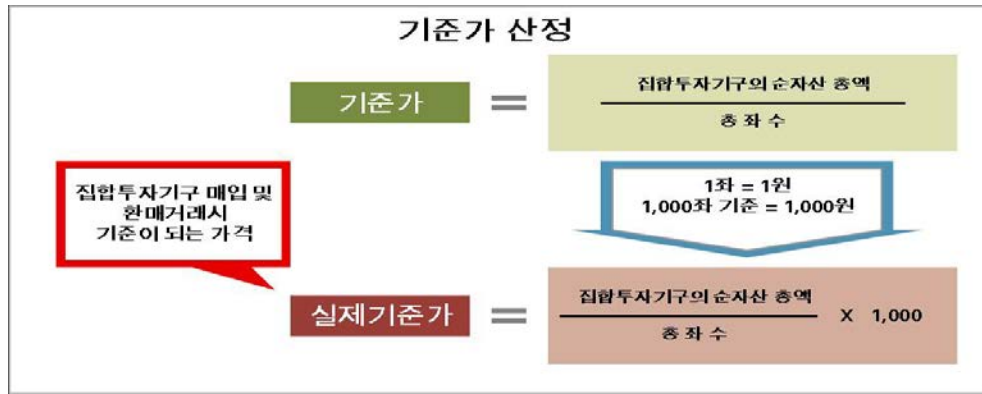 기준가 산정
기준가
=
집합투자기구의 순자산 총액
총 좌 수
집합투자기구 매입 및
환매거래시
기준이 되는 가격
1좌 = 1원
1,000좌 기준 = 1,000원
실제기준가
=
집합투자기구의 순자산 총액
총 좌 수
X 1,000